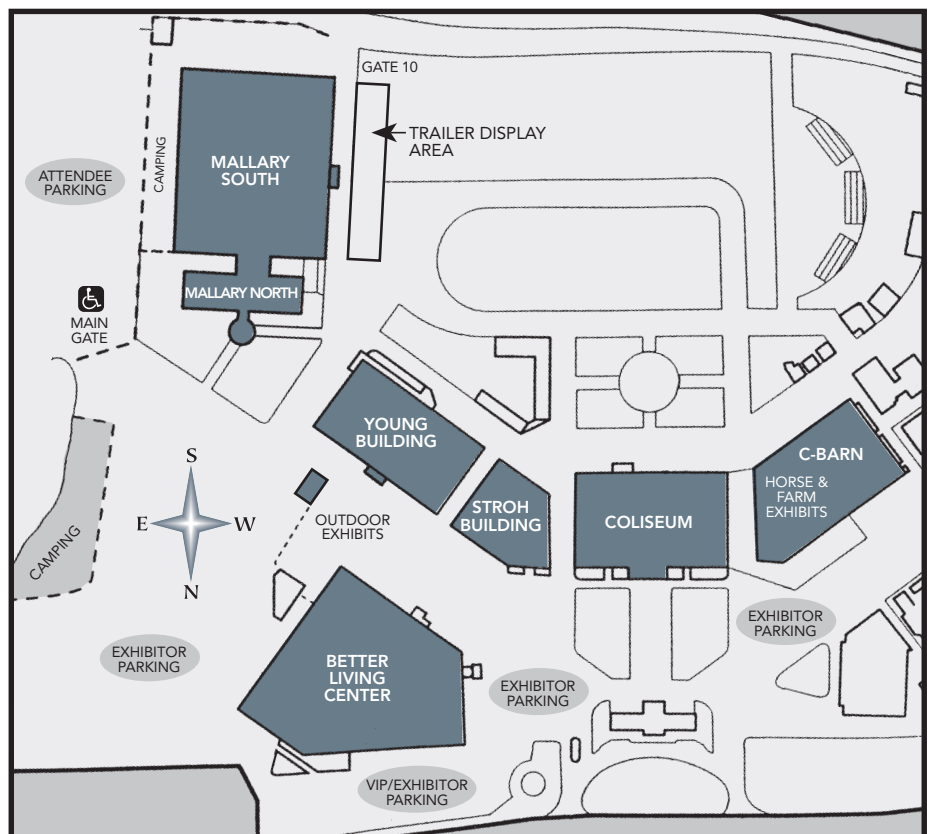 GATE 10
TRAILER DISPLAY
AREA
MALLARY
SOUTH
CAMPING
ATTENDEE
PARKING
MALLARY NORTH
MAIN
GATE
YOUNG
BUILDING
C-BARN
HORSE &
FARM
EXHIBITS
S
E
W
N
STROH
BUILDING
COLISEUM
OUTDOOR
EXHIBITS
CAMPING
EXHIBITOR
PARKING
EXHIBITOR
PARKING
BETTER
LIVING
CENTER
EXHIBITOR
PARKING
VIP/EXHIBITOR
PARKING